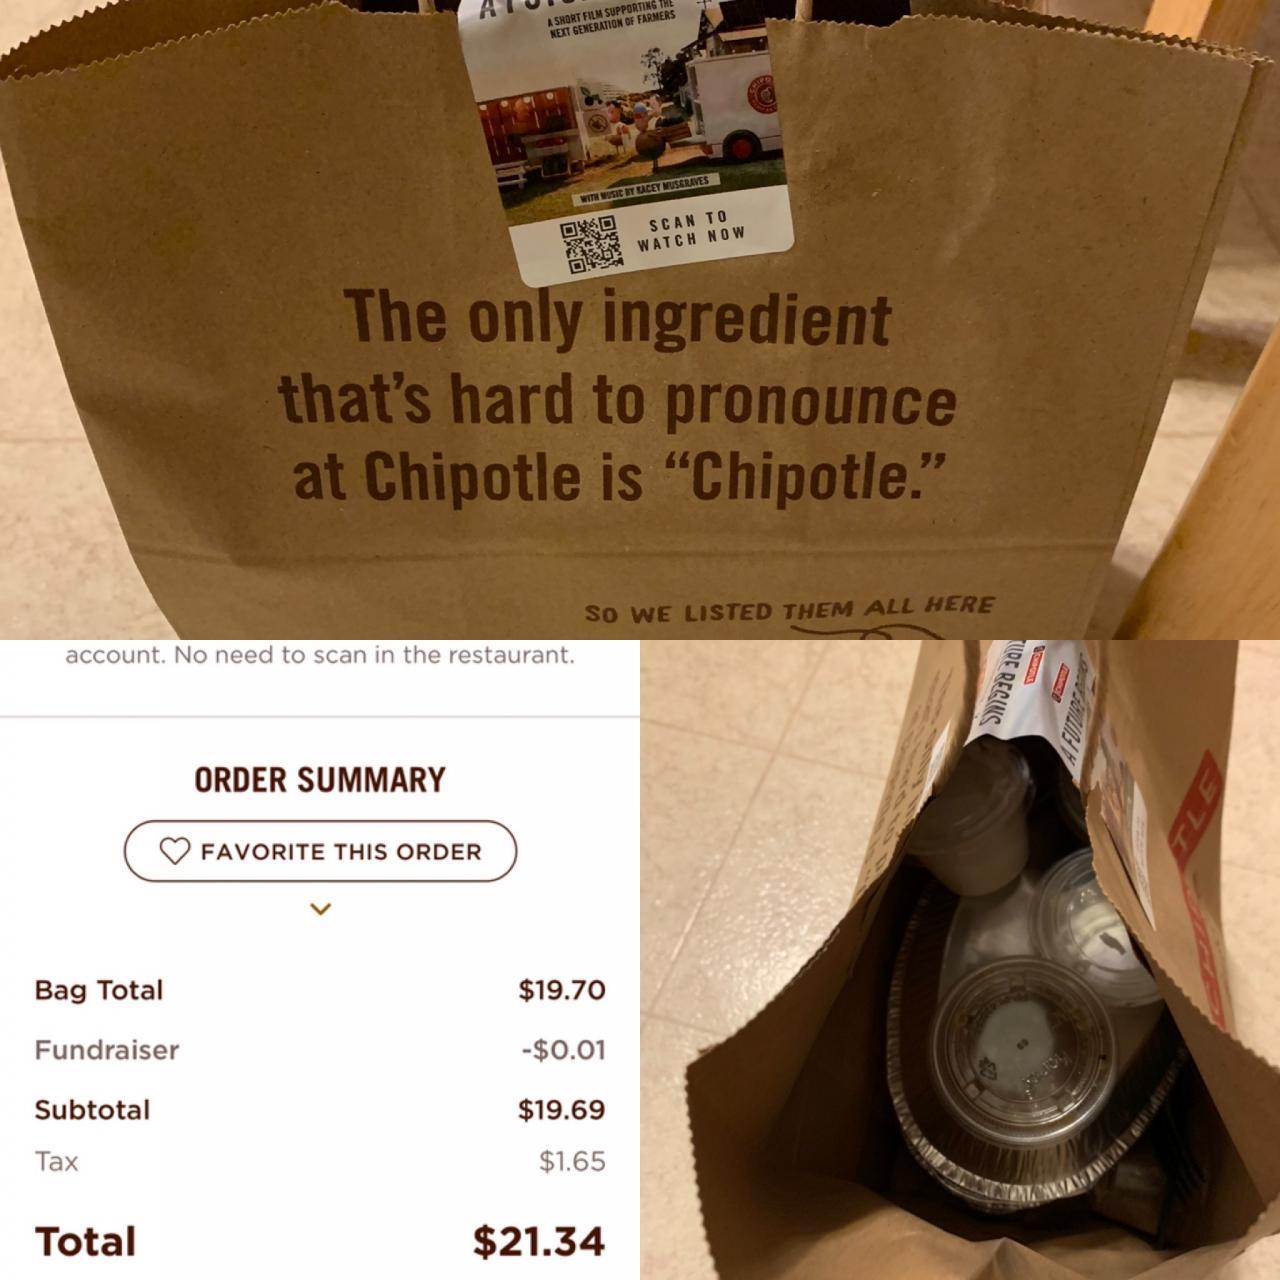 A SHORT FILM SUPPORTING THE
NEXT GENERATION OF FARMERS
WITH MUSIC BY KACEY MUSGRAVES
SCAN TO
WATCH NOW
The only ingredient
that's hard to pronounce
at Chipotle is “Chipotle.”
SO WE LISTED THEM ALL HERE
account. No need to scan in the restaurant.
ORDER SUMMARY
FAVORITE THIS ORDER
Bag Total $19.70
Fundraiser -$0.01
Subtotal $19.69
Tax $1.65
Total $21.34
BEGINS
CHIPOTLE
A FUTURE